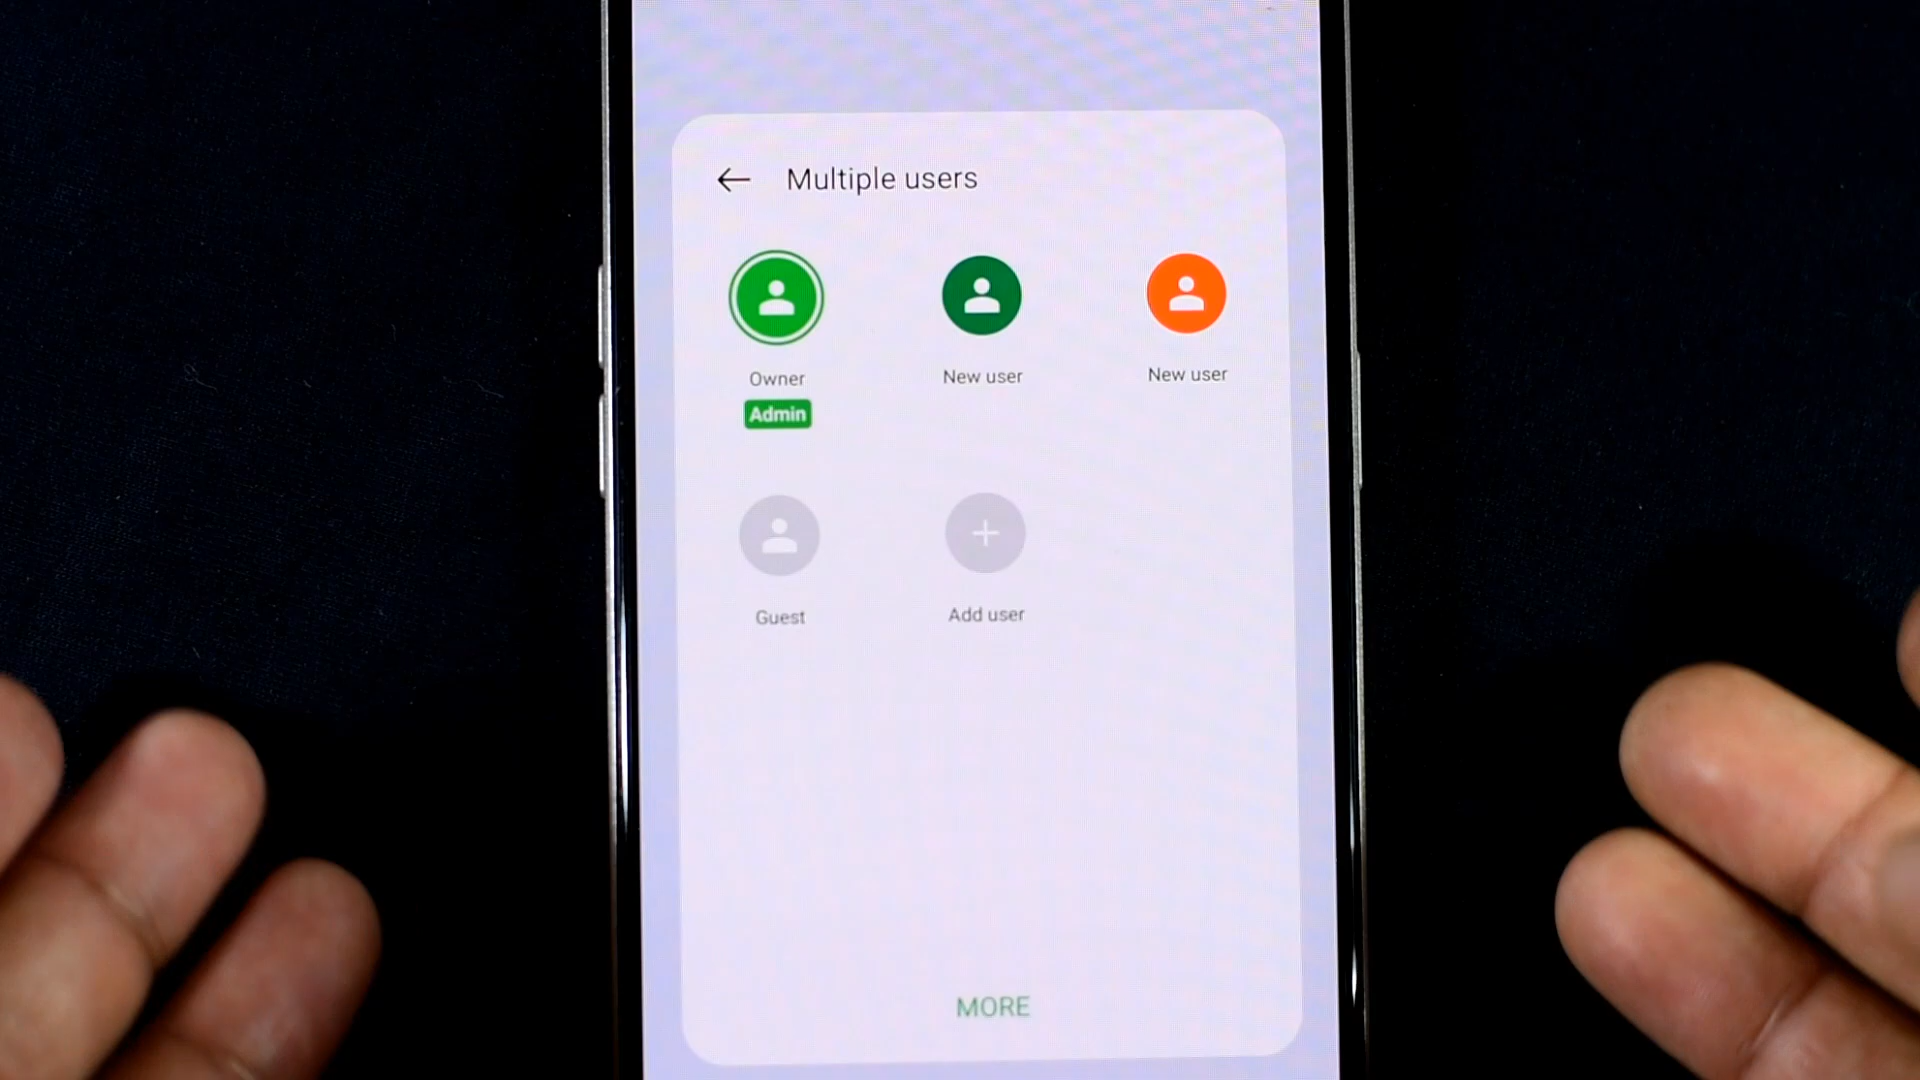 Multiple users
Owner
New user
New user
Admin
Guest
Add user
MORE